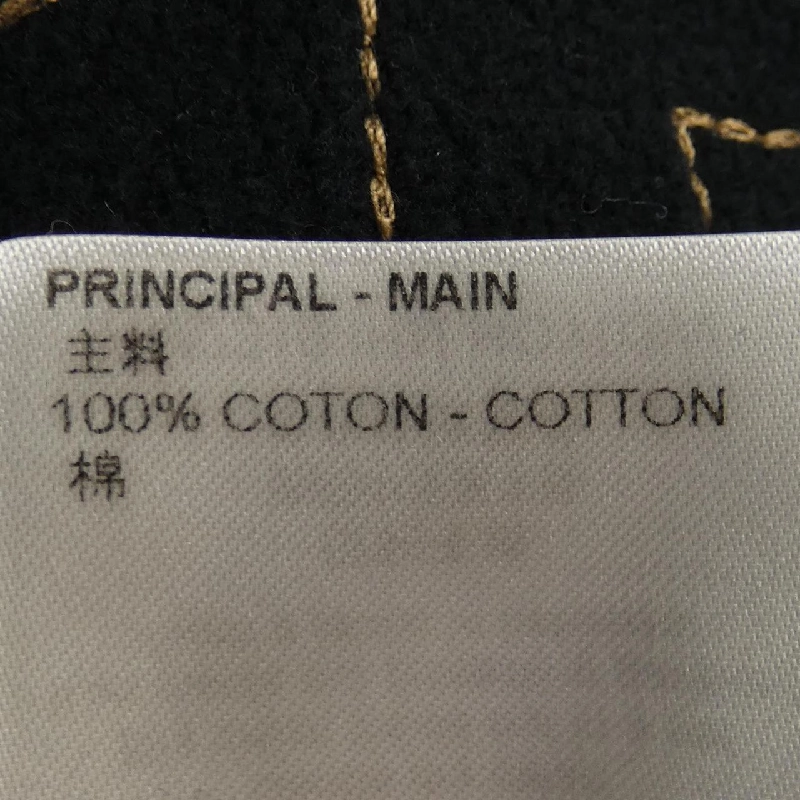 PRINCIPAL - MAIN
主料
100% COTON - COTTON
棉